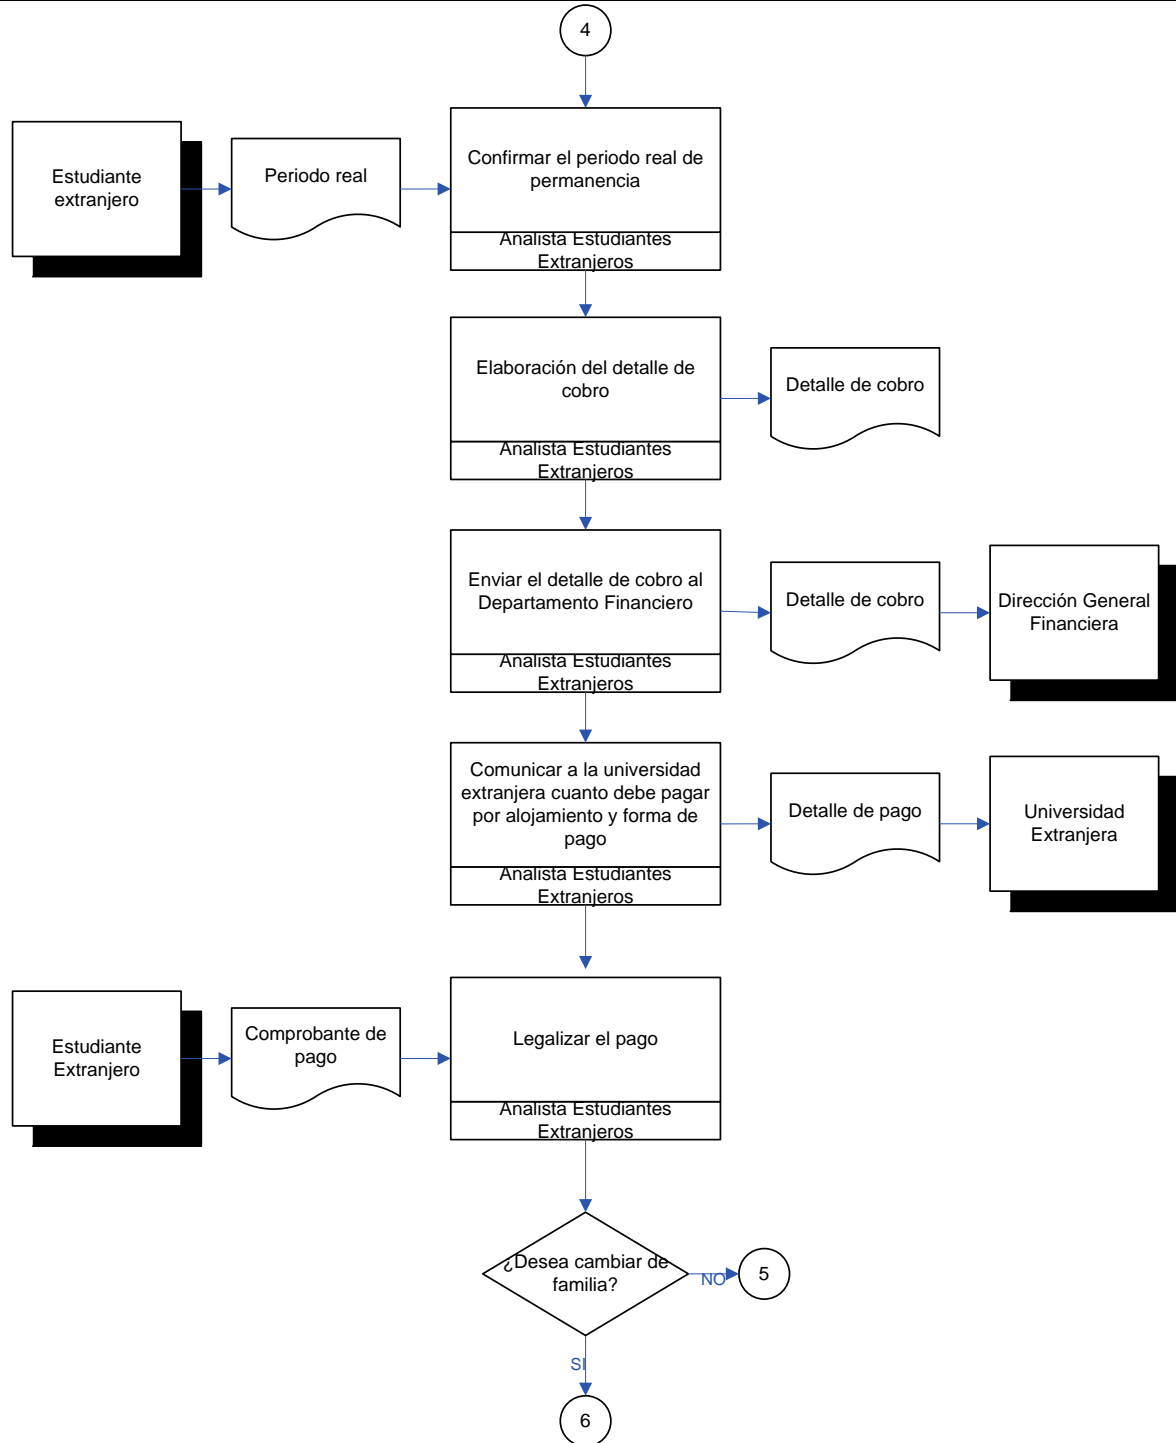 4
Estudiante
extranjero
Periodo real
Confirmar el periodo real de
permanencia
Analista Estudiantes
Extranjeros
Elaboración del detalle de
cobro
Analista Estudiantes
Extranjeros
Detalle de cobro
Enviar el detalle de cobro al
Departamento Financiero
Analista Estudiantes
Extranjeros
Detalle de cobro
Dirección General
Financiera
Comunicar a la universidad
extranjera cuanto debe pagar
por alojamiento y forma de
pago
Analista Estudiantes
Extranjeros
Detalle de pago
Universidad
Extranjera
Estudiante
Extranjero
Comprobante de
pago
Legalizar el pago
Analista Estudiantes
Extranjeros
¿Desea cambiar de
familia?
NO
5
SI
6